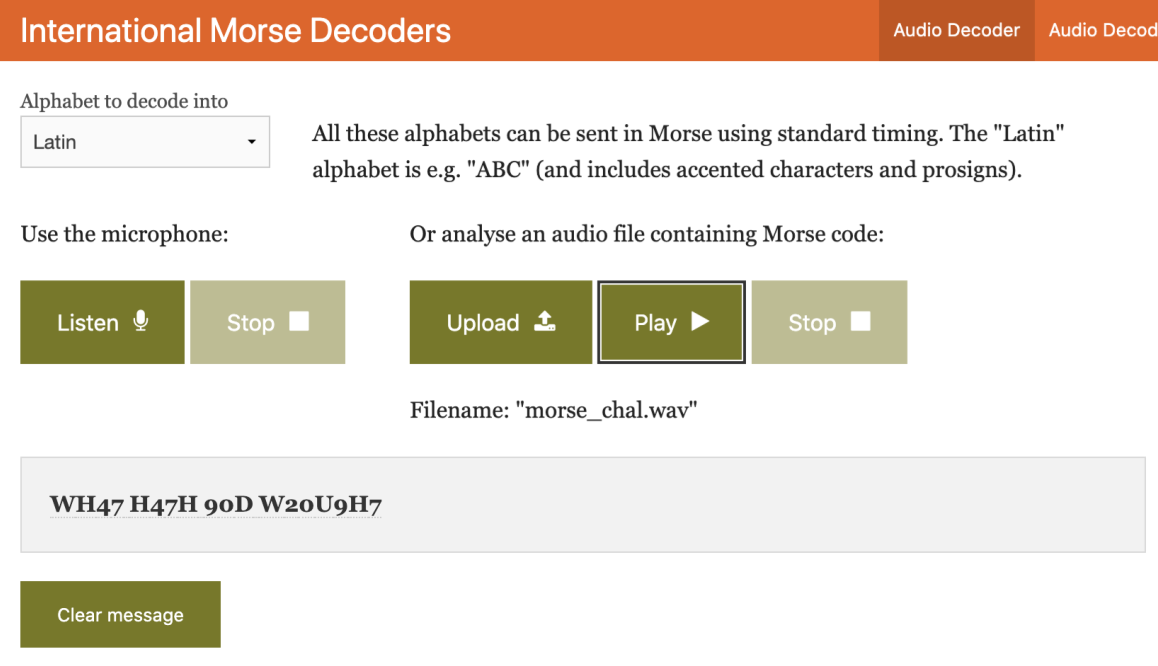 International Morse Decoders
Audio Decoder
Audio Decod
Alphabet to decode into
Latin
All these alphabets can be sent in Morse using standard timing. The "Latin"
alphabet is e.g. "ABC" (and includes accented characters and prosigns).
Use the microphone:
Or analyse an audio file containing Morse code:
Listen
Stop
Upload
Play
Stop
Filename: "morse_chal.wav"
WH47 H47H 90D W20U9H7
Clear message